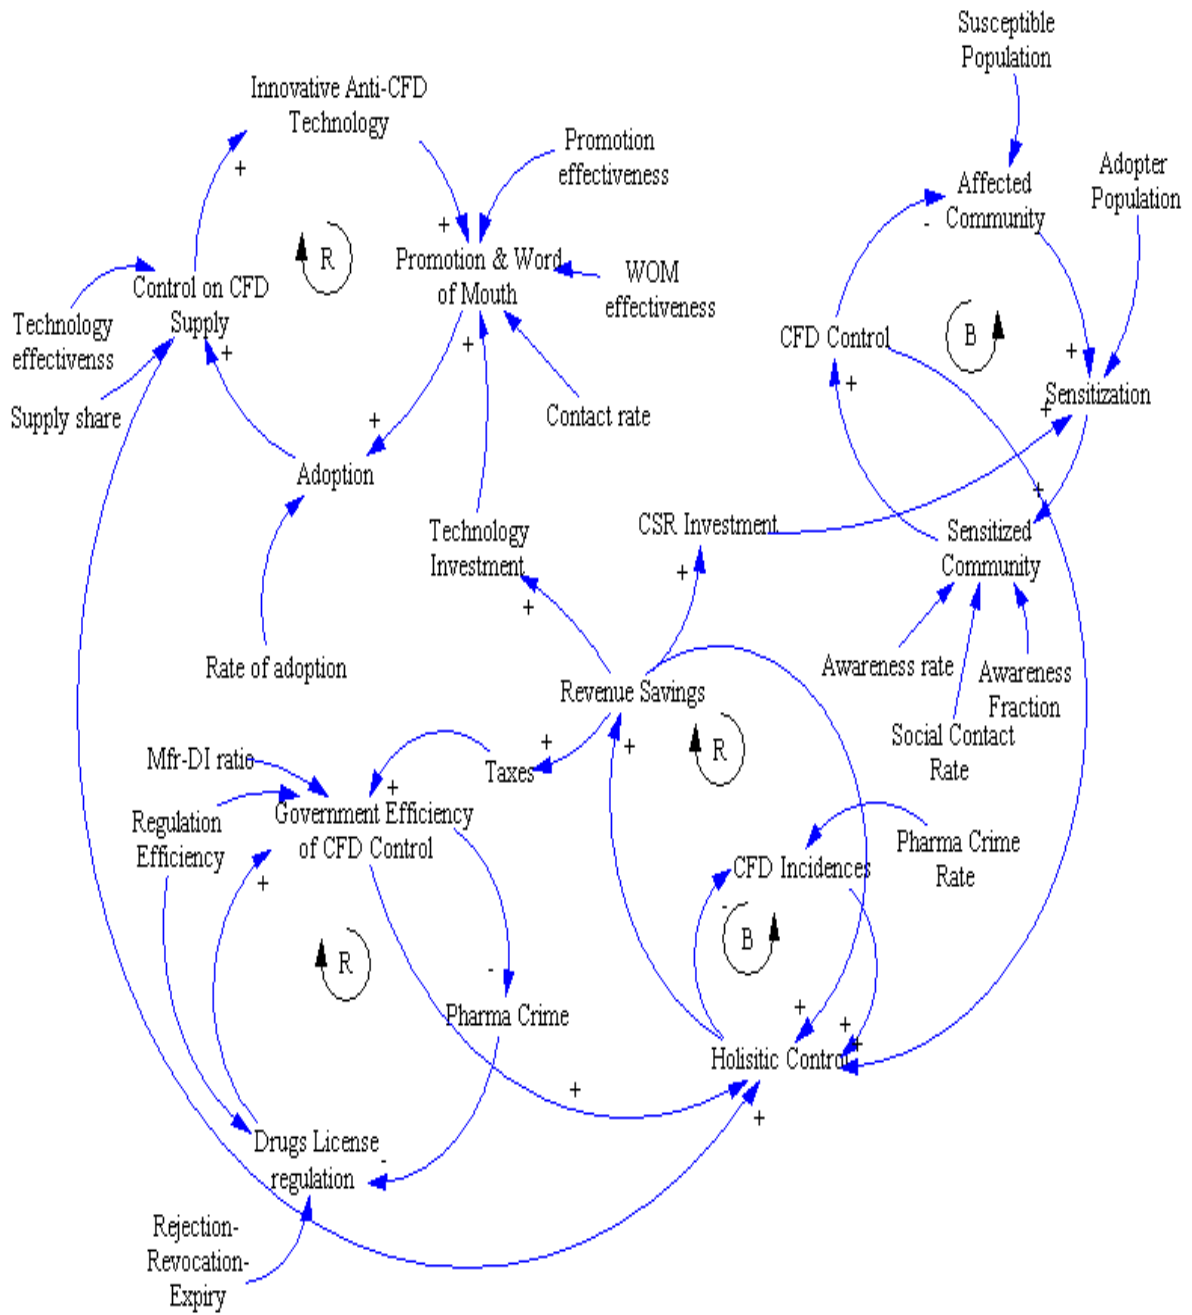 Susceptible
Population
Innovative Anti-CFD
Technology
Promotion
effectiveness
Affected
Community
Adopter
Population
+
-
+
R
Promotion & Word
of Mouth
WOM
effectiveness
Control on CFD
Supply
Technology
effectivenss
+
CFD Control
B
+
Sensitization
+
Supply share
+
+
Contact rate
+
Adoption
+
Technology
Investment
CSR Investment
Sensitized
Community
+
+
Rate of adoption
Awareness rate
Awareness
Fraction
Social Contact
Rate
Revenue Savings
+
+
R
Mfr-DI ratio
Taxes
+
Regulation
Efficiency
Government Efficiency
of CFD Control
Pharma Crime
Rate
CFD Incidences
+
-
B
R
-
Pharma Crime
+
+
+
Holisitic Control
+
+
Drugs License
regulation
-
Rejection-
Revocation-
Expiry